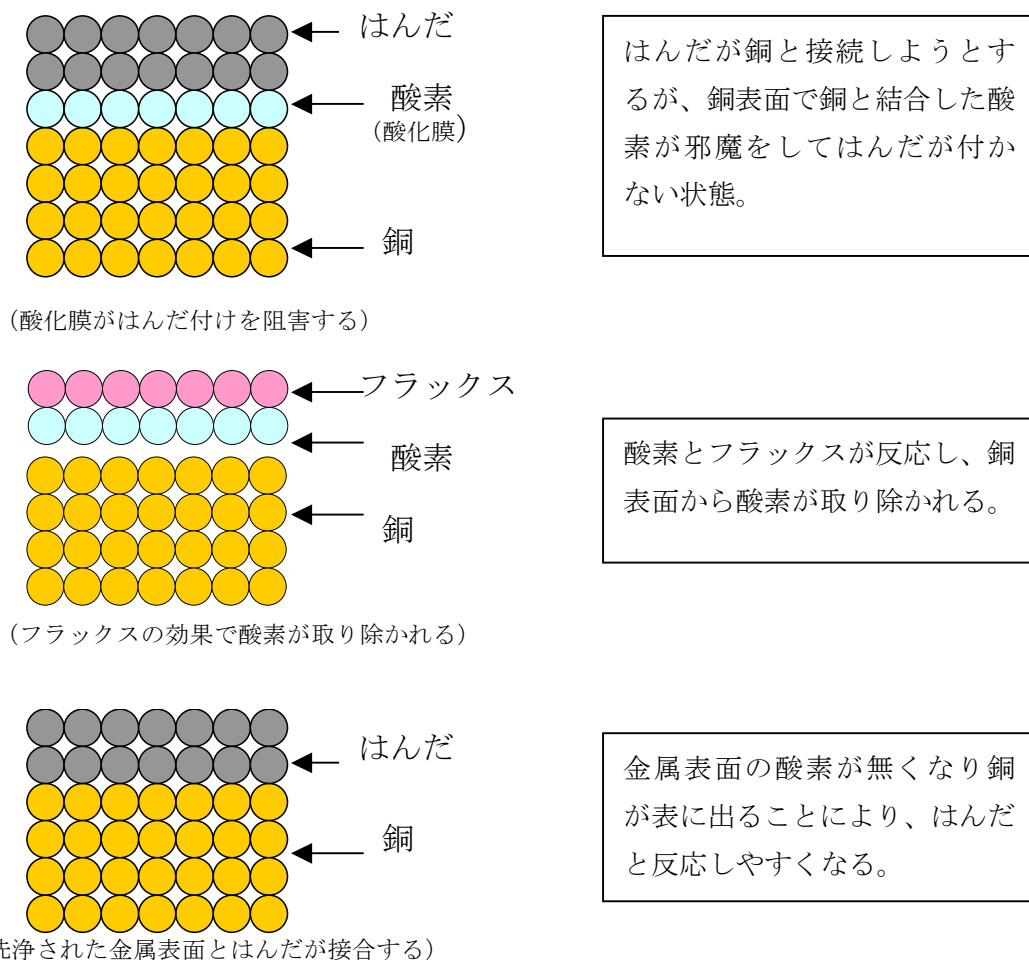 はんだ
酸素
(酸化膜)
銅
はんだが銅と接続しようとす
るが、銅表面で銅と結合した酸
素が邪魔をしてはんだが付か
ない状態。
(酸化膜がはんだ付けを阻害する)
フラックス
酸素
銅
酸素とフラックスが反応し、銅
表面から酸素が取り除かれる。
(フラックスの効果で酸素が取り除かれる)
はんだ
銅
金属表面の酸素が無くなり銅
が表に出ることにより、はんだ
と反応しやすくなる。
洗浄された金属表面とはんだが接合する)